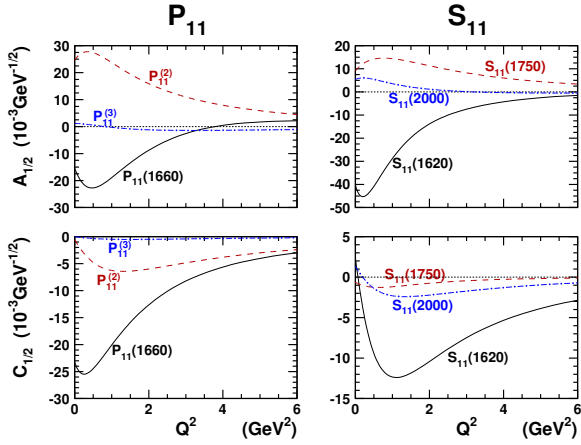 P₁₁ S₁₁
A₁/₂ (10⁻³GeV⁻¹/²)
30
20
10
0
-10
-20
-30
P₁₁⁽²⁾
P₁₁⁽³⁾
P₁₁(1660)
20
10
0
-10
-20
-30
-40
-50
S₁₁(1750)
S₁₁(2000)
S₁₁(1620)
C₁/₂ (10⁻³GeV⁻¹/²)
0
-5
-10
-15
-20
-25
-30
P₁₁⁽³⁾
P₁₁⁽²⁾
P₁₁(1660)
0 2 4 6
Q² (GeV²)
5
0
-5
-10
-15
S₁₁(1750)
S₁₁(2000)
S₁₁(1620)
0 2 4 6
Q² (GeV²)